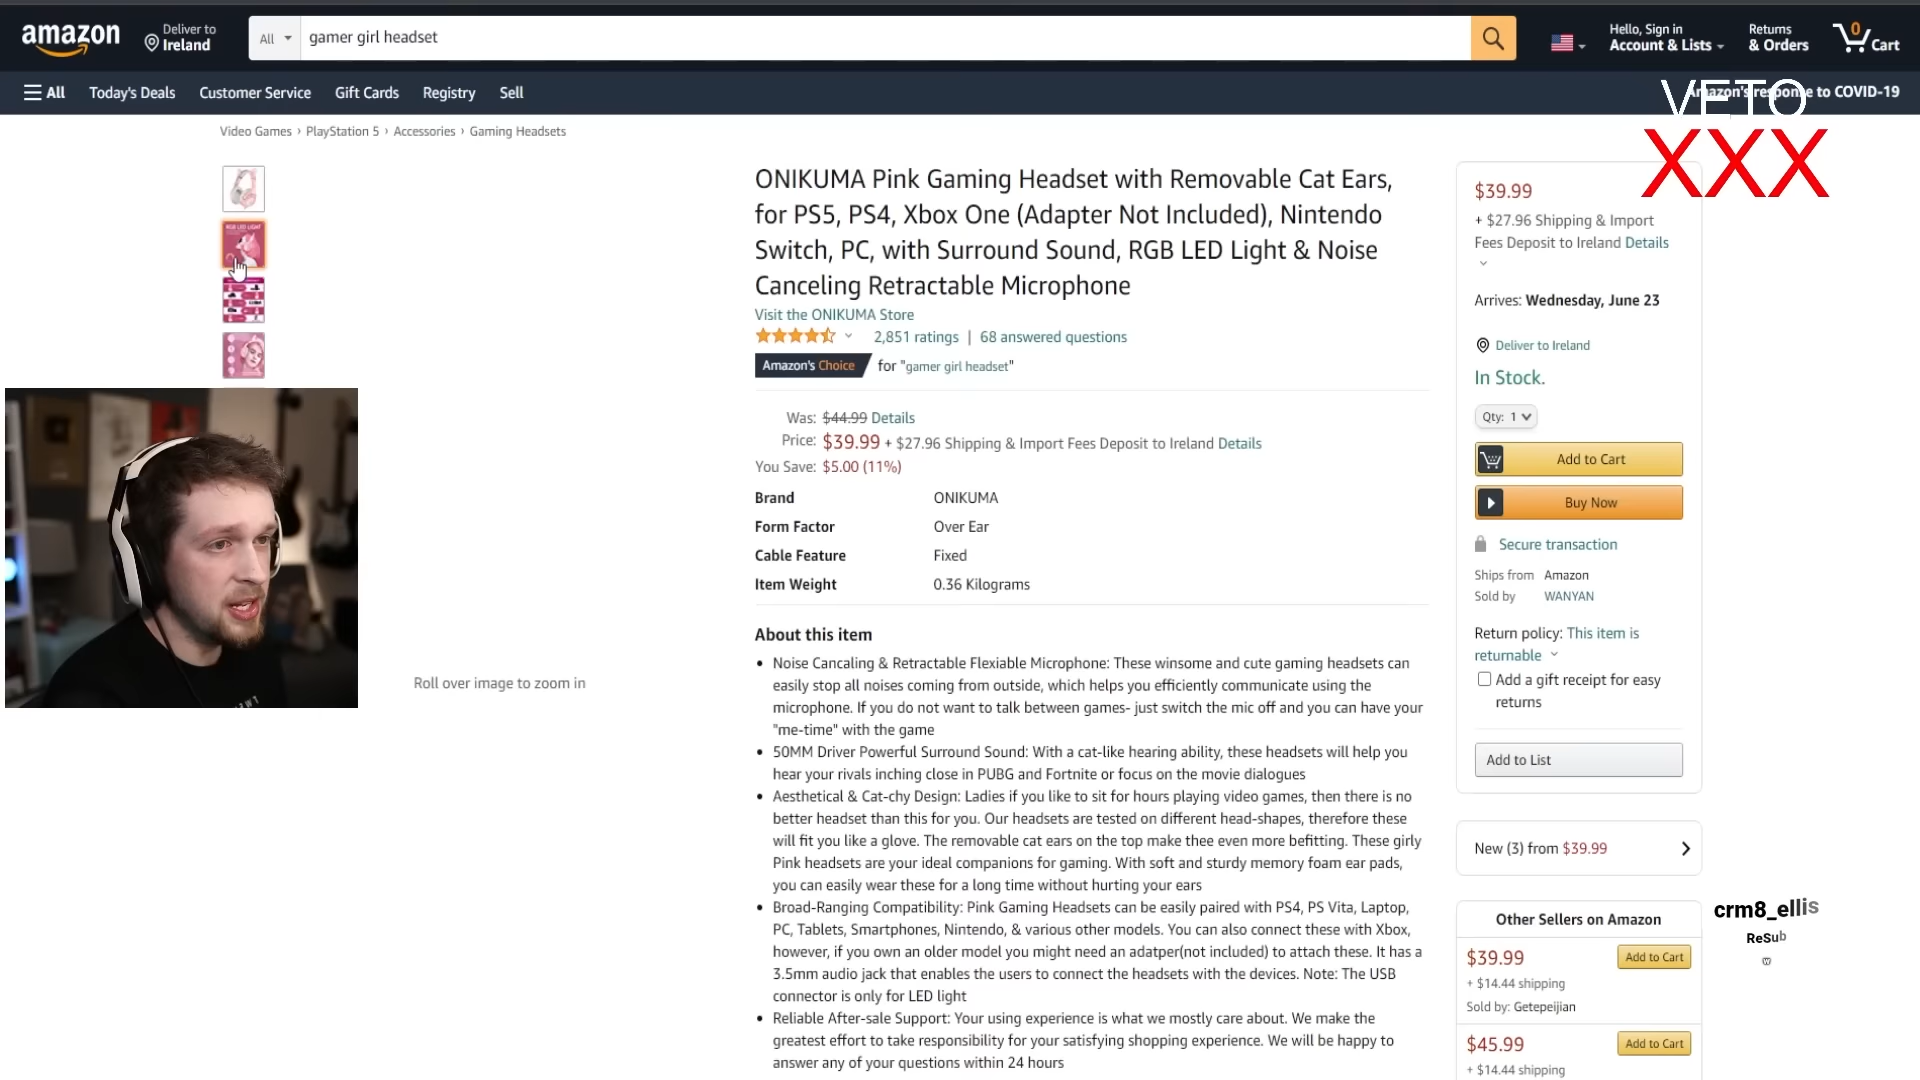 amazon
Deliver to
Ireland
All
gamer girl headset
Hello, Sign in
Account & Lists
Returns
& Orders
0
Cart
All
Today's Deals
Customer Service
Gift Cards
Registry
Sell
Amazon's response to COVID-19
VETO
XXX
Video Games › PlayStation 5 › Accessories › Gaming Headsets
RGB LED LIGHT
ONIKUMA Pink Gaming Headset with Removable Cat Ears,
for PS5, PS4, Xbox One (Adapter Not Included), Nintendo
Switch, PC, with Surround Sound, RGB LED Light & Noise
Canceling Retractable Microphone
Visit the ONIKUMA Store
2,851 ratings | 68 answered questions
Amazon's Choice for "gamer girl headset"
Was: $44.99 Details
Price: $39.99 + $27.96 Shipping & Import Fees Deposit to Ireland Details
You Save: $5.00 (11%)
Brand ONIKUMA
Form Factor Over Ear
Cable Feature Fixed
Item Weight 0.36 Kilograms
About this item
• Noise Cancaling & Retractable Flexiable Microphone: These winsome and cute gaming headsets can
easily stop all noises coming from outside, which helps you efficiently communicate using the
microphone. If you do not want to talk between games- just switch the mic off and you can have your
"me-time" with the game
• 50MM Driver Powerful Surround Sound: With a cat-like hearing ability, these headsets will help you
hear your rivals inching close in PUBG and Fortnite or focus on the movie dialogues
• Aesthetical & Cat-chy Design: Ladies if you like to sit for hours playing video games, then there is no
better headset than this for you. Our headsets are tested on different head-shapes, therefore these
will fit you like a glove. The removable cat ears on the top make thee even more befitting. These girly
Pink headsets are your ideal companions for gaming. With soft and sturdy memory foam ear pads,
you can easily wear these for a long time without hurting your ears
• Broad-Ranging Compatibility: Pink Gaming Headsets can be easily paired with PS4, PS Vita, Laptop,
PC, Tablets, Smartphones, Nintendo, & various other models. You can also connect these with Xbox,
however, if you own an older model you might need an adatper(not included) to attach these. It has a
3.5mm audio jack that enables the users to connect the headsets with the devices. Note: The USB
connector is only for LED light
• Reliable After-sale Support: Your using experience is what we mostly care about. We make the
greatest effort to take responsibility for your satisfying shopping experience. We will be happy to
answer any of your questions within 24 hours
Roll over image to zoom in
$39.99
+ $27.96 Shipping & Import
Fees Deposit to Ireland Details
Arrives: Wednesday, June 23
Deliver to Ireland
In Stock.
Qty: 1
Add to Cart
Buy Now
Secure transaction
Ships from Amazon
Sold by WANYAN
Return policy: This item is
returnable
Add a gift receipt for easy
returns
Add to List
New (3) from $39.99
Other Sellers on Amazon
$39.99 Add to Cart
+ $14.44 shipping
Sold by: Getepeijian
$45.99 Add to Cart
+ $14.44 shipping
crm8_ellis
ReSub